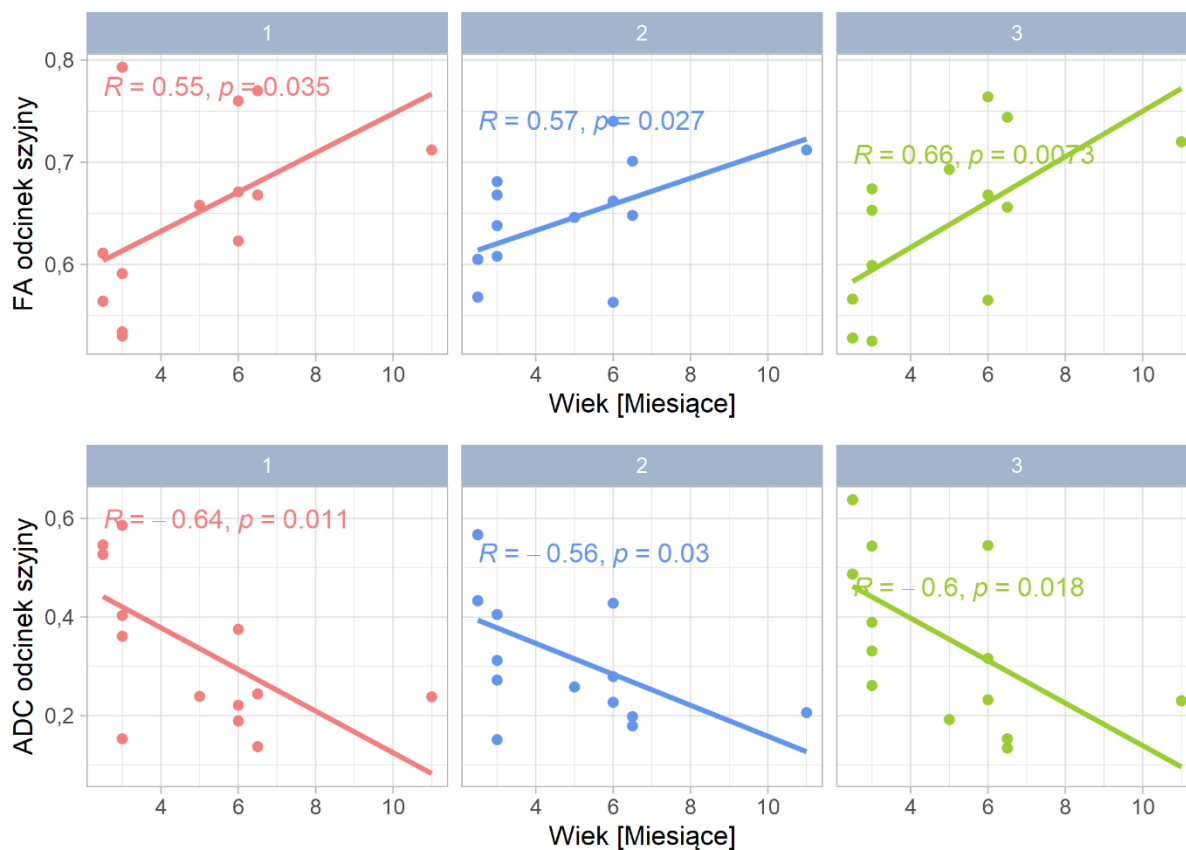 1 2 3
FA odcinek szyjny
0,8
0,7
0,6
R = 0.55, p = 0.035
R = 0.57, p = 0.027
R = 0.66, p = 0.0073
4 6 8 10 4 6 8 10 4 6 8 10
Wiek [Miesiące]
1 2 3
ADC odcinek szyjny
0,6
0,4
0,2
R = − 0.64, p = 0.011
R = − 0.56, p = 0.03
R = − 0.6, p = 0.018
4 6 8 10 4 6 8 10 4 6 8 10
Wiek [Miesiące]